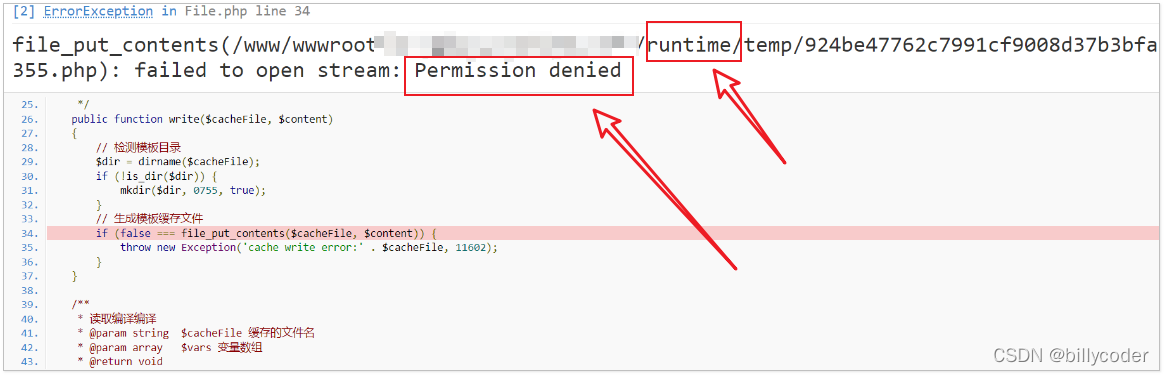 [2] ErrorException in File.php line 34
file_put_contents(/www/wwwroot /runtime/temp/924be47762c7991cf9008d37b3bfa
355.php): failed to open stream: Permission denied
25. */
26. public function write($cacheFile, $content)
27. {
28. // 检测模板目录
29. $dir = dirname($cacheFile);
30. if (!is_dir($dir)) {
31. mkdir($dir, 0755, true);
32. }
33. // 生成模板缓存文件
34. if (false === file_put_contents($cacheFile, $content)) {
35. throw new Exception('cache write error:' . $cacheFile, 11602);
36. }
37. }
38.
39. /**
40. * 读取编译编译
41. * @param string $cacheFile 缓存的文件名
42. * @param array $vars 变量数组
43. * @return void
CSDN @billycoder